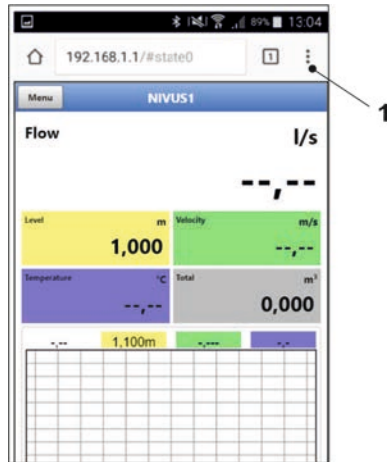 89% 13:04
192.168.1.1/#state0 1
1
Menu NIVUS1
Flow l/s
--,--
Level m Velocity m/s
1,000 --,--
Temperature °C Total m³
--,-- 0,000
-,-- 1,100m -,--- -,-